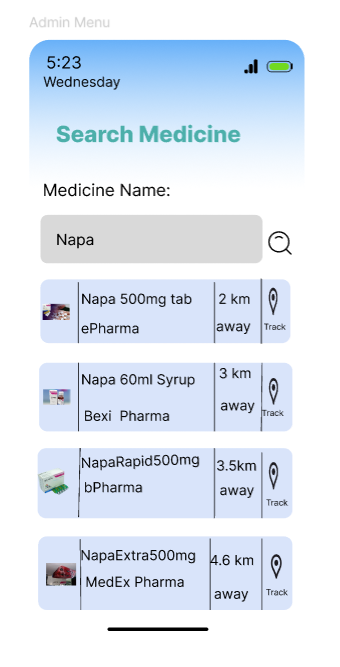 Admin Menu
5:23
Wednesday
Search Medicine
Medicine Name:
Napa
Napa 500mg tab
ePharma
2 km
away
Track
Napa 60ml Syrup
Bexi Pharma
3 km
away
Track
NapaRapid500mg
bPharma
3.5km
away
Track
NapaExtra500mg
MedEx Pharma
4.6 km
away
Track